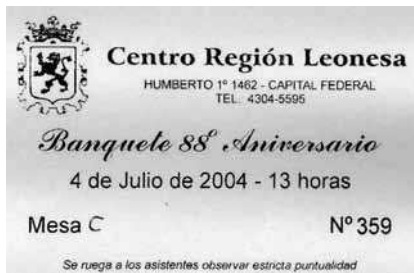 Centro Región Leonesa
HUMBERTO 1º 1462 - CAPITAL FEDERAL
TEL. 4304-5595
Banquete 88º Aniversario
4 de Julio de 2004 - 13 horas
Mesa C Nº 359
Se ruega a los asistentes observar estricta puntualidad